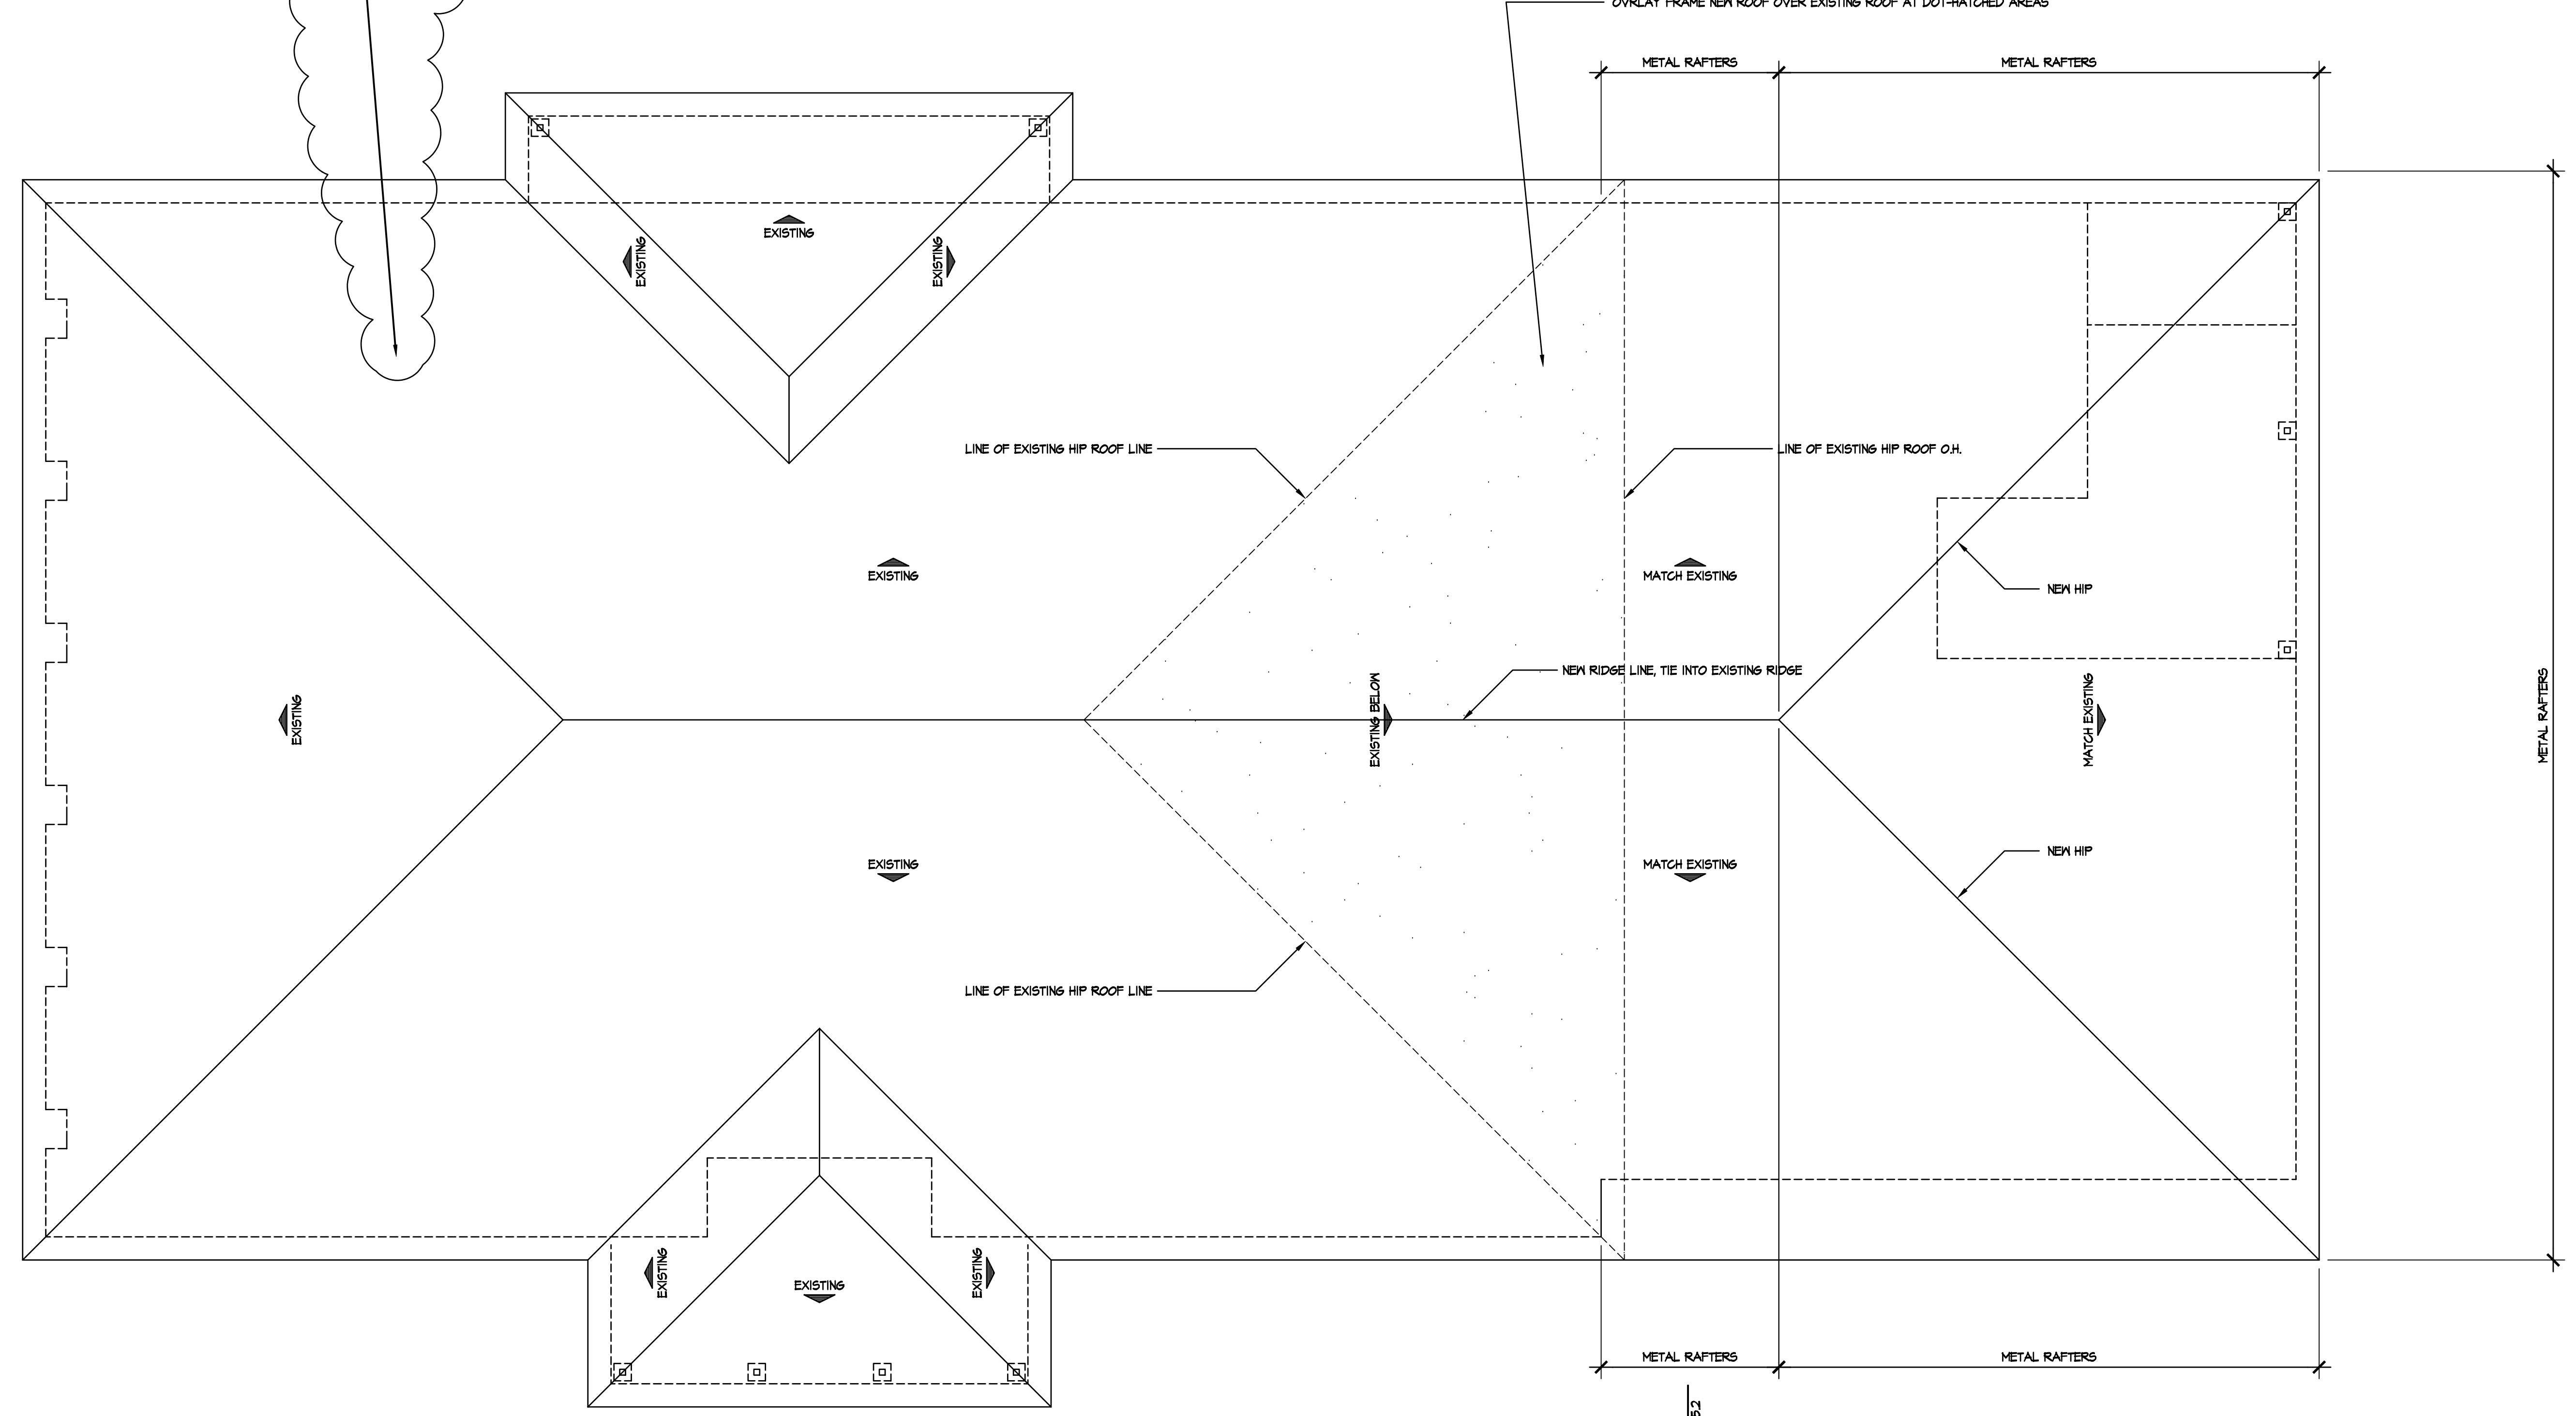 OVRLAY FRAME NEW ROOF OVER EXISTING ROOF AT DOT-HATCHED AREAS
METAL RAFTERS
METAL RAFTERS
EXISTING
EXISTING
EXISTING
LINE OF EXISTING HIP ROOF LINE
LINE OF EXISTING HIP ROOF O.H.
EXISTING
MATCH EXISTING
NEW HIP
NEW RIDGE LINE, TIE INTO EXISTING RIDGE
EXISTING
EXISTING BELOW
MATCH EXISTING
METAL RAFTERS
EXISTING
MATCH EXISTING
NEW HIP
LINE OF EXISTING HIP ROOF LINE
EXISTING
EXISTING
EXISTING
METAL RAFTERS
METAL RAFTERS